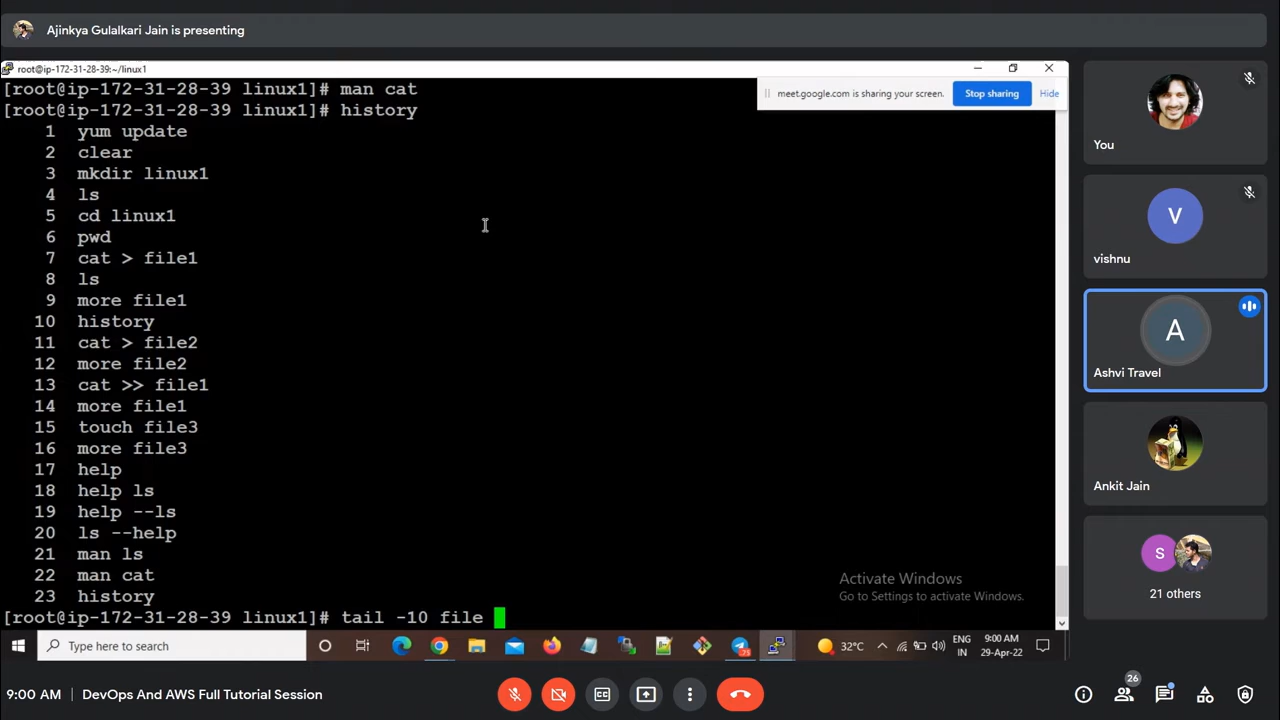 Ajinkya Gulalkari Jain is presenting
root@ip-172-31-28-39:~/linux1
[root@ip-172-31-28-39 linux1]# man cat
meet.google.com is sharing your screen. Stop sharing Hide
[root@ip-172-31-28-39 linux1]# history
1 yum update
2 clear
3 mkdir linux1
4 ls
5 cd linux1
6 pwd
7 cat > file1
8 ls
9 more file1
10 history
11 cat > file2
12 more file2
13 cat >> file1
14 more file1
15 touch file3
16 more file3
17 help
18 help ls
19 help --ls
20 ls --help
21 man ls
22 man cat
23 history
[root@ip-172-31-28-39 linux1]# tail -10 file
Activate Windows
Go to Settings to activate Windows.
Type here to search
32°C
ENG
IN
9:00 AM
29-Apr-22
You
V
vishnu
A
Ashvi Travel
Ankit Jain
S
21 others
9:00 AM | DevOps And AWS Full Tutorial Session
26